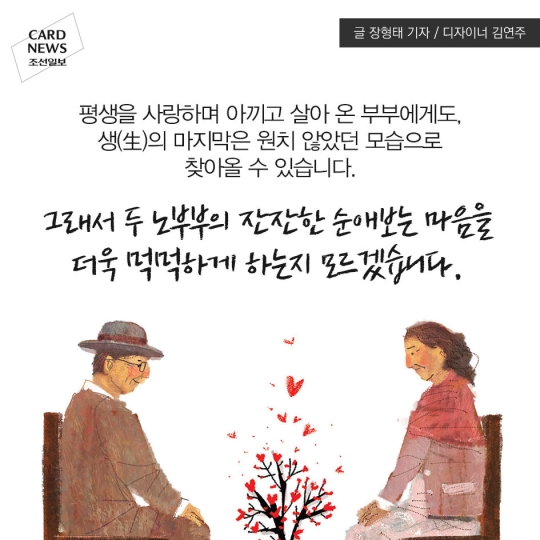 CARD
NEWS
조선일보
글 장형태 기자 / 디자이너 김연주
평생을 사랑하며 아끼고 살아 온 부부에게도,
생(生)의 마지막은 원치 않았던 모습으로
찾아올 수 있습니다.
그래서 두 노부부의 잔잔한 순애보는 마음을
더욱 먹먹하게 하는지 모르겠습니다.